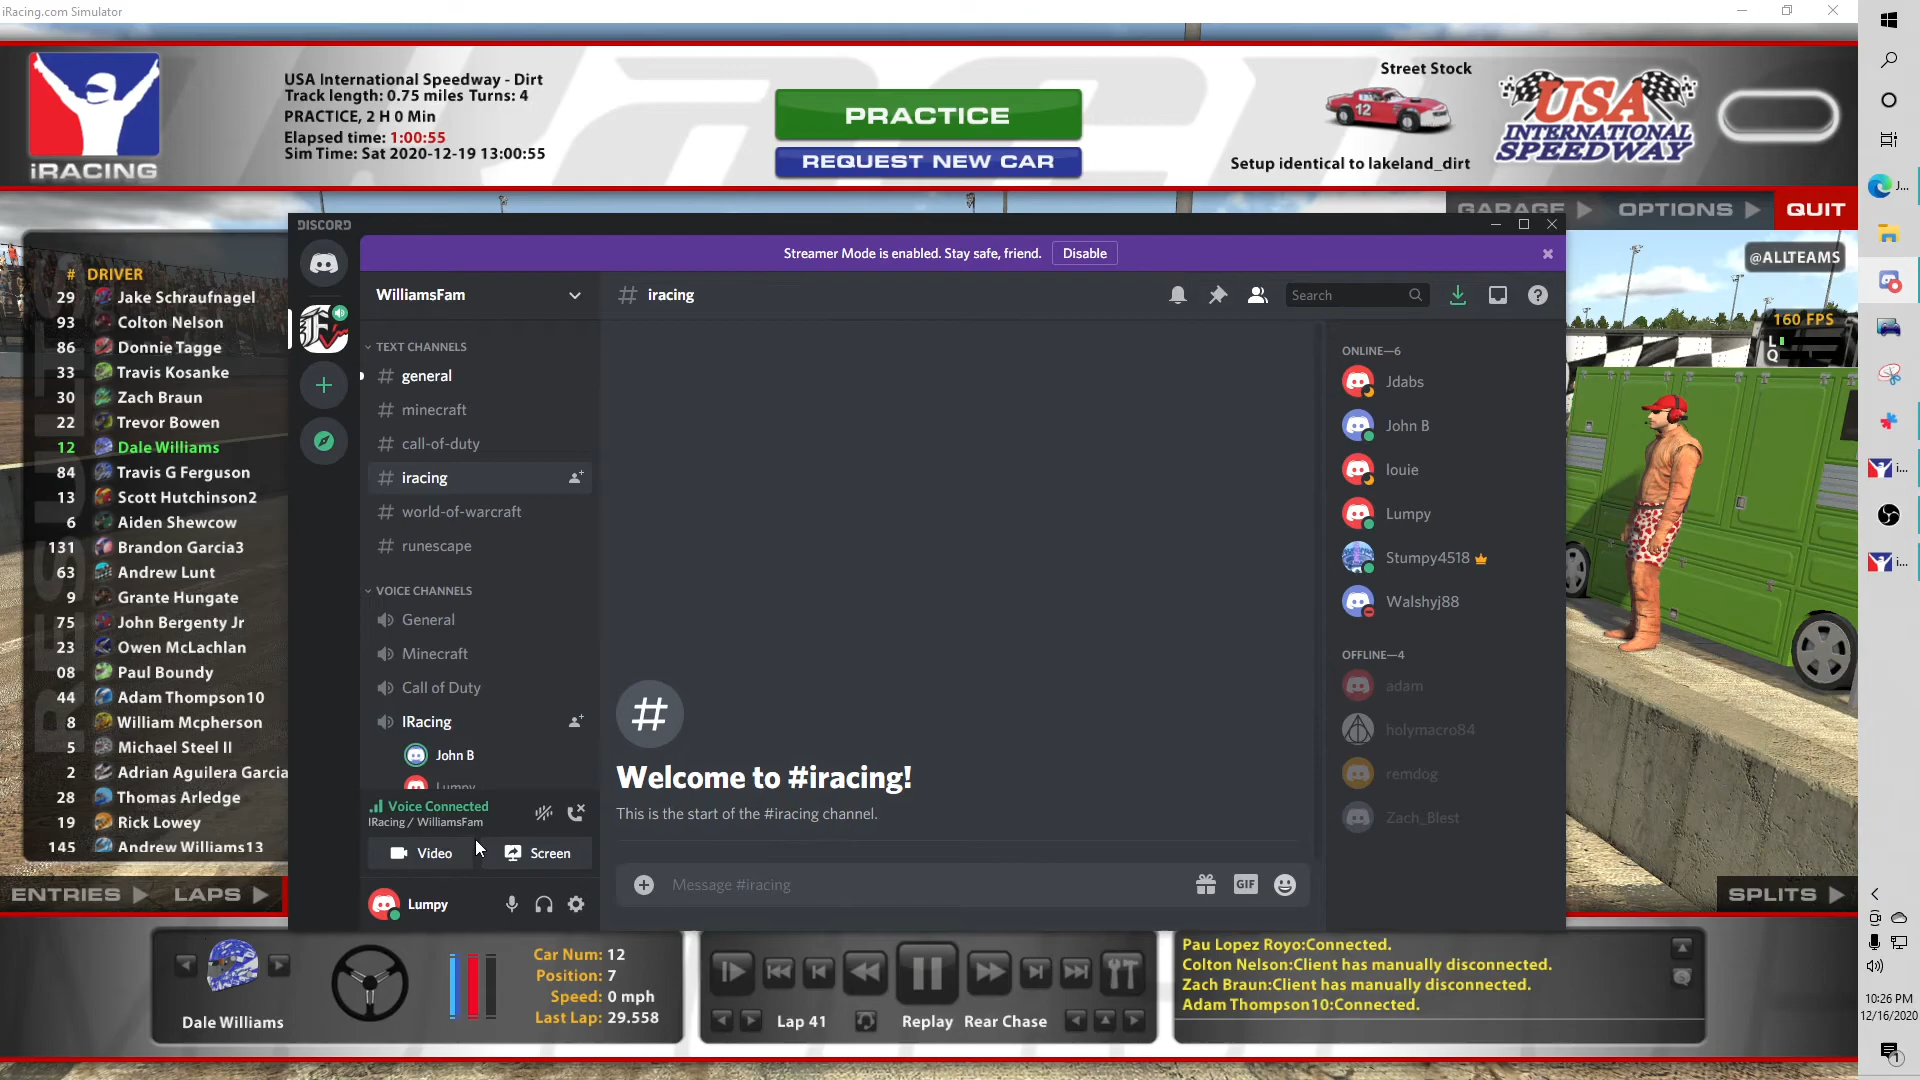 iRacing.com Simulator
iRACING
USA International Speedway - Dirt
Track length: 0.75 miles Turns: 4
PRACTICE, 2 H 0 Min
Elapsed time: 1:00:55
Sim Time: Sat 2020-12-19 13:00:55
PRACTICE
REQUEST NEW CAR
Street Stock
12
Setup identical to lakeland_dirt
USA
INTERNATIONAL
SPEEDWAY
GARAGE
OPTIONS
QUIT
@ALLTEAMS
160 FPS
L
Q
RESULTS
# DRIVER
29 Jake Schraufnagel
93 Colton Nelson
86 Donnie Tagge
33 Travis Kosanke
30 Zach Braun
22 Trevor Bowen
12 Dale Williams
84 Travis G Ferguson
13 Scott Hutchinson2
6 Aiden Shewcow
131 Brandon Garcia3
63 Andrew Lunt
9 Grante Hungate
75 John Bergenty Jr
23 Owen McLachlan
08 Paul Boundy
44 Adam Thompson10
8 William Mcpherson
5 Michael Steel II
2 Adrian Aguilera Garcia
28 Thomas Arledge
19 Rick Lowey
145 Andrew Williams13
ENTRIES
LAPS
DISCORD
Streamer Mode is enabled. Stay safe, friend.
Disable
WilliamsFam
TEXT CHANNELS
# general
# minecraft
# call-of-duty
# iracing
# world-of-warcraft
# runescape
VOICE CHANNELS
General
Minecraft
Call of Duty
IRacing
John B
Lumpy
Voice Connected
IRacing / WilliamsFam
Video
Screen
Lumpy
# iracing
Search
#
Welcome to #iracing!
This is the start of the #iracing channel.
Message #iracing
GIF
ONLINE—6
Jdabs
John B
louie
Lumpy
Stumpy4518
Walshyj88
OFFLINE—4
adam
holymacro84
remdog
Zach_Blest
SPLITS
Dale Williams
Car Num: 12
Position: 7
Speed: 0 mph
Last Lap: 29.558
Lap 41
Replay
Rear Chase
Pau Lopez Royo:Connected.
Colton Nelson:Client has manually disconnected.
Zach Braun:Client has manually disconnected.
Adam Thompson10:Connected.
J...
i...
i...
10:26 PM
12/16/2020
1